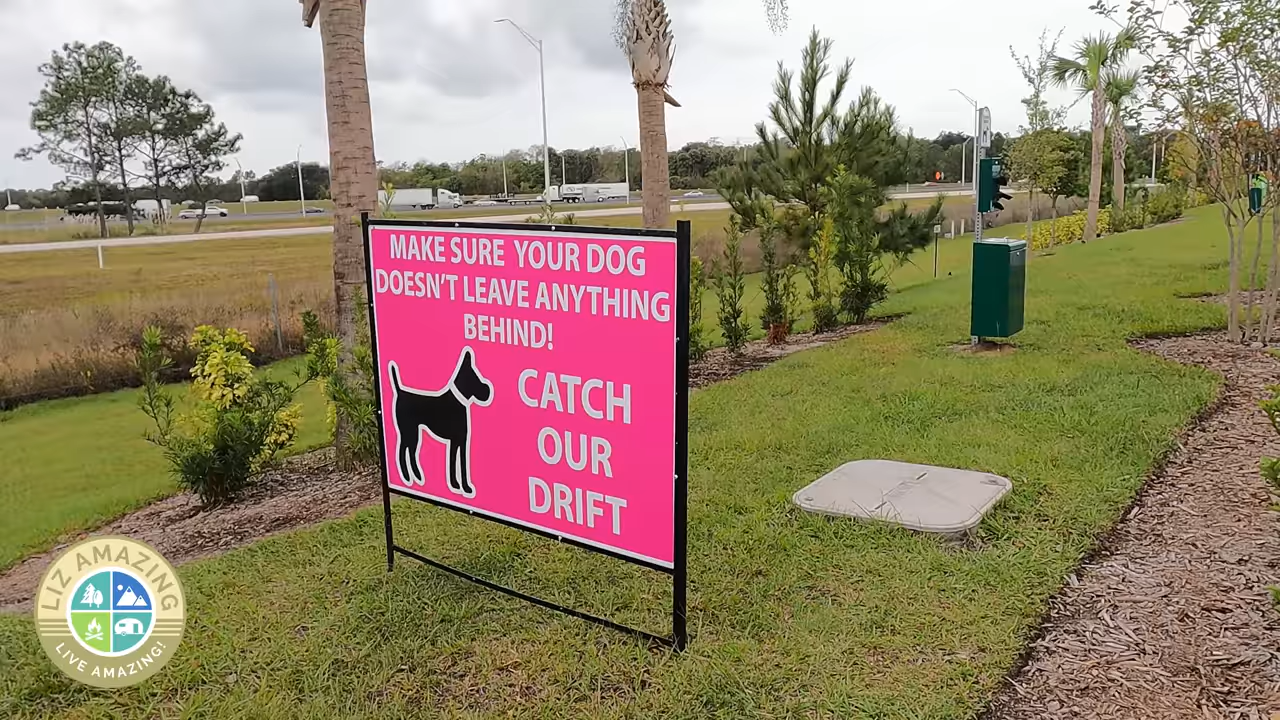 MAKE SURE YOUR DOG
DOESN'T LEAVE ANYTHING
BEHIND!
CATCH
OUR
DRIFT
LIZ AMAZING
LIVE AMAZING!